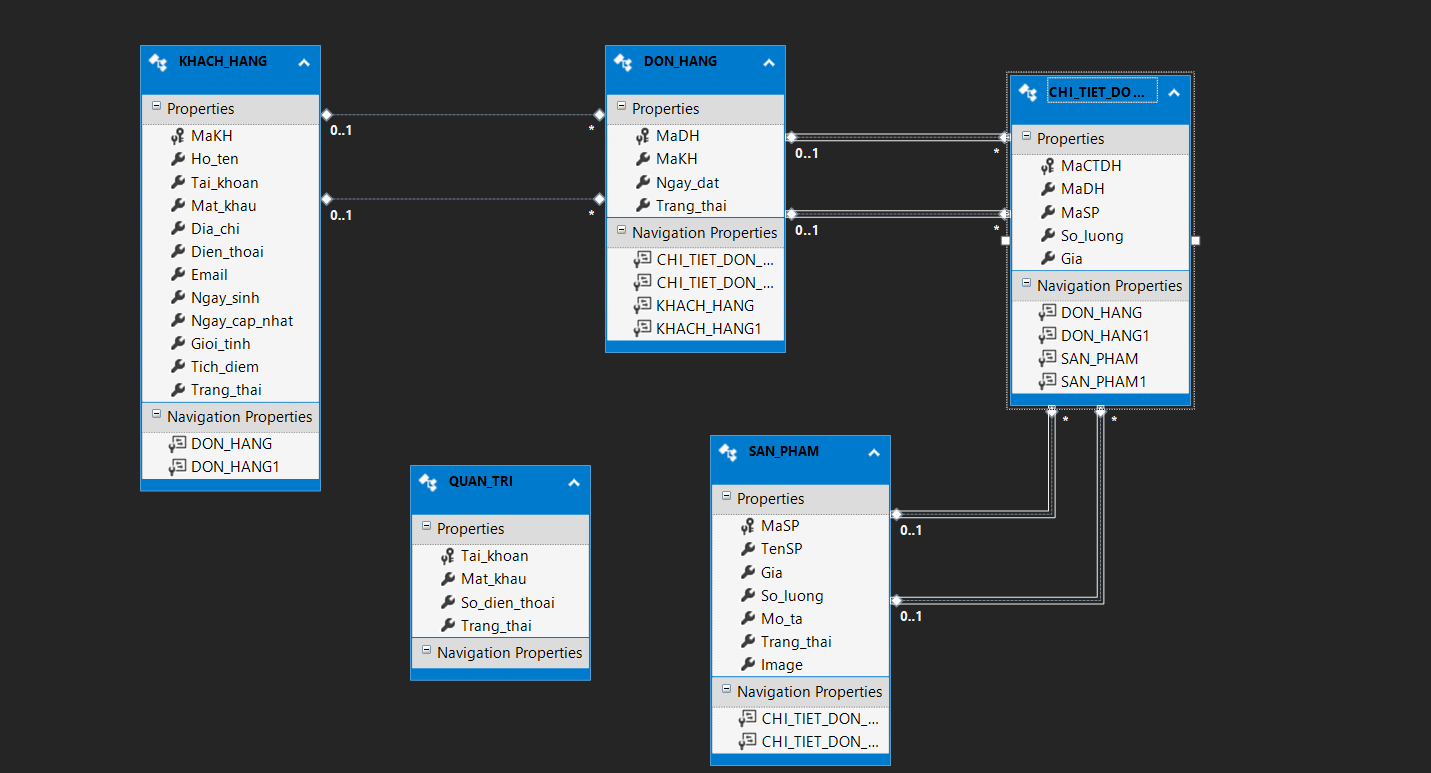 KHACH_HANG
Properties
MaKH
Ho_ten
Tai_khoan
Mat_khau
Dia_chi
Dien_thoai
Email
Ngay_sinh
Ngay_cap_nhat
Gioi_tinh
Tich_diem
Trang_thai
Navigation Properties
DON_HANG
DON_HANG1
0..1
*
0..1
*
DON_HANG
Properties
MaDH
MaKH
Ngay_dat
Trang_thai
Navigation Properties
CHI_TIET_DON_...
CHI_TIET_DON_...
KHACH_HANG
KHACH_HANG1
0..1
*
0..1
*
CHI_TIET_DO...
Properties
MaCTDH
MaDH
MaSP
So_luong
Gia
Navigation Properties
DON_HANG
DON_HANG1
SAN_PHAM
SAN_PHAM1
*
*
QUAN_TRI
Properties
Tai_khoan
Mat_khau
So_dien_thoai
Trang_thai
Navigation Properties
SAN_PHAM
Properties
MaSP
TenSP
Gia
So_luong
Mo_ta
Trang_thai
Image
Navigation Properties
CHI_TIET_DON_...
CHI_TIET_DON_...
0..1
0..1